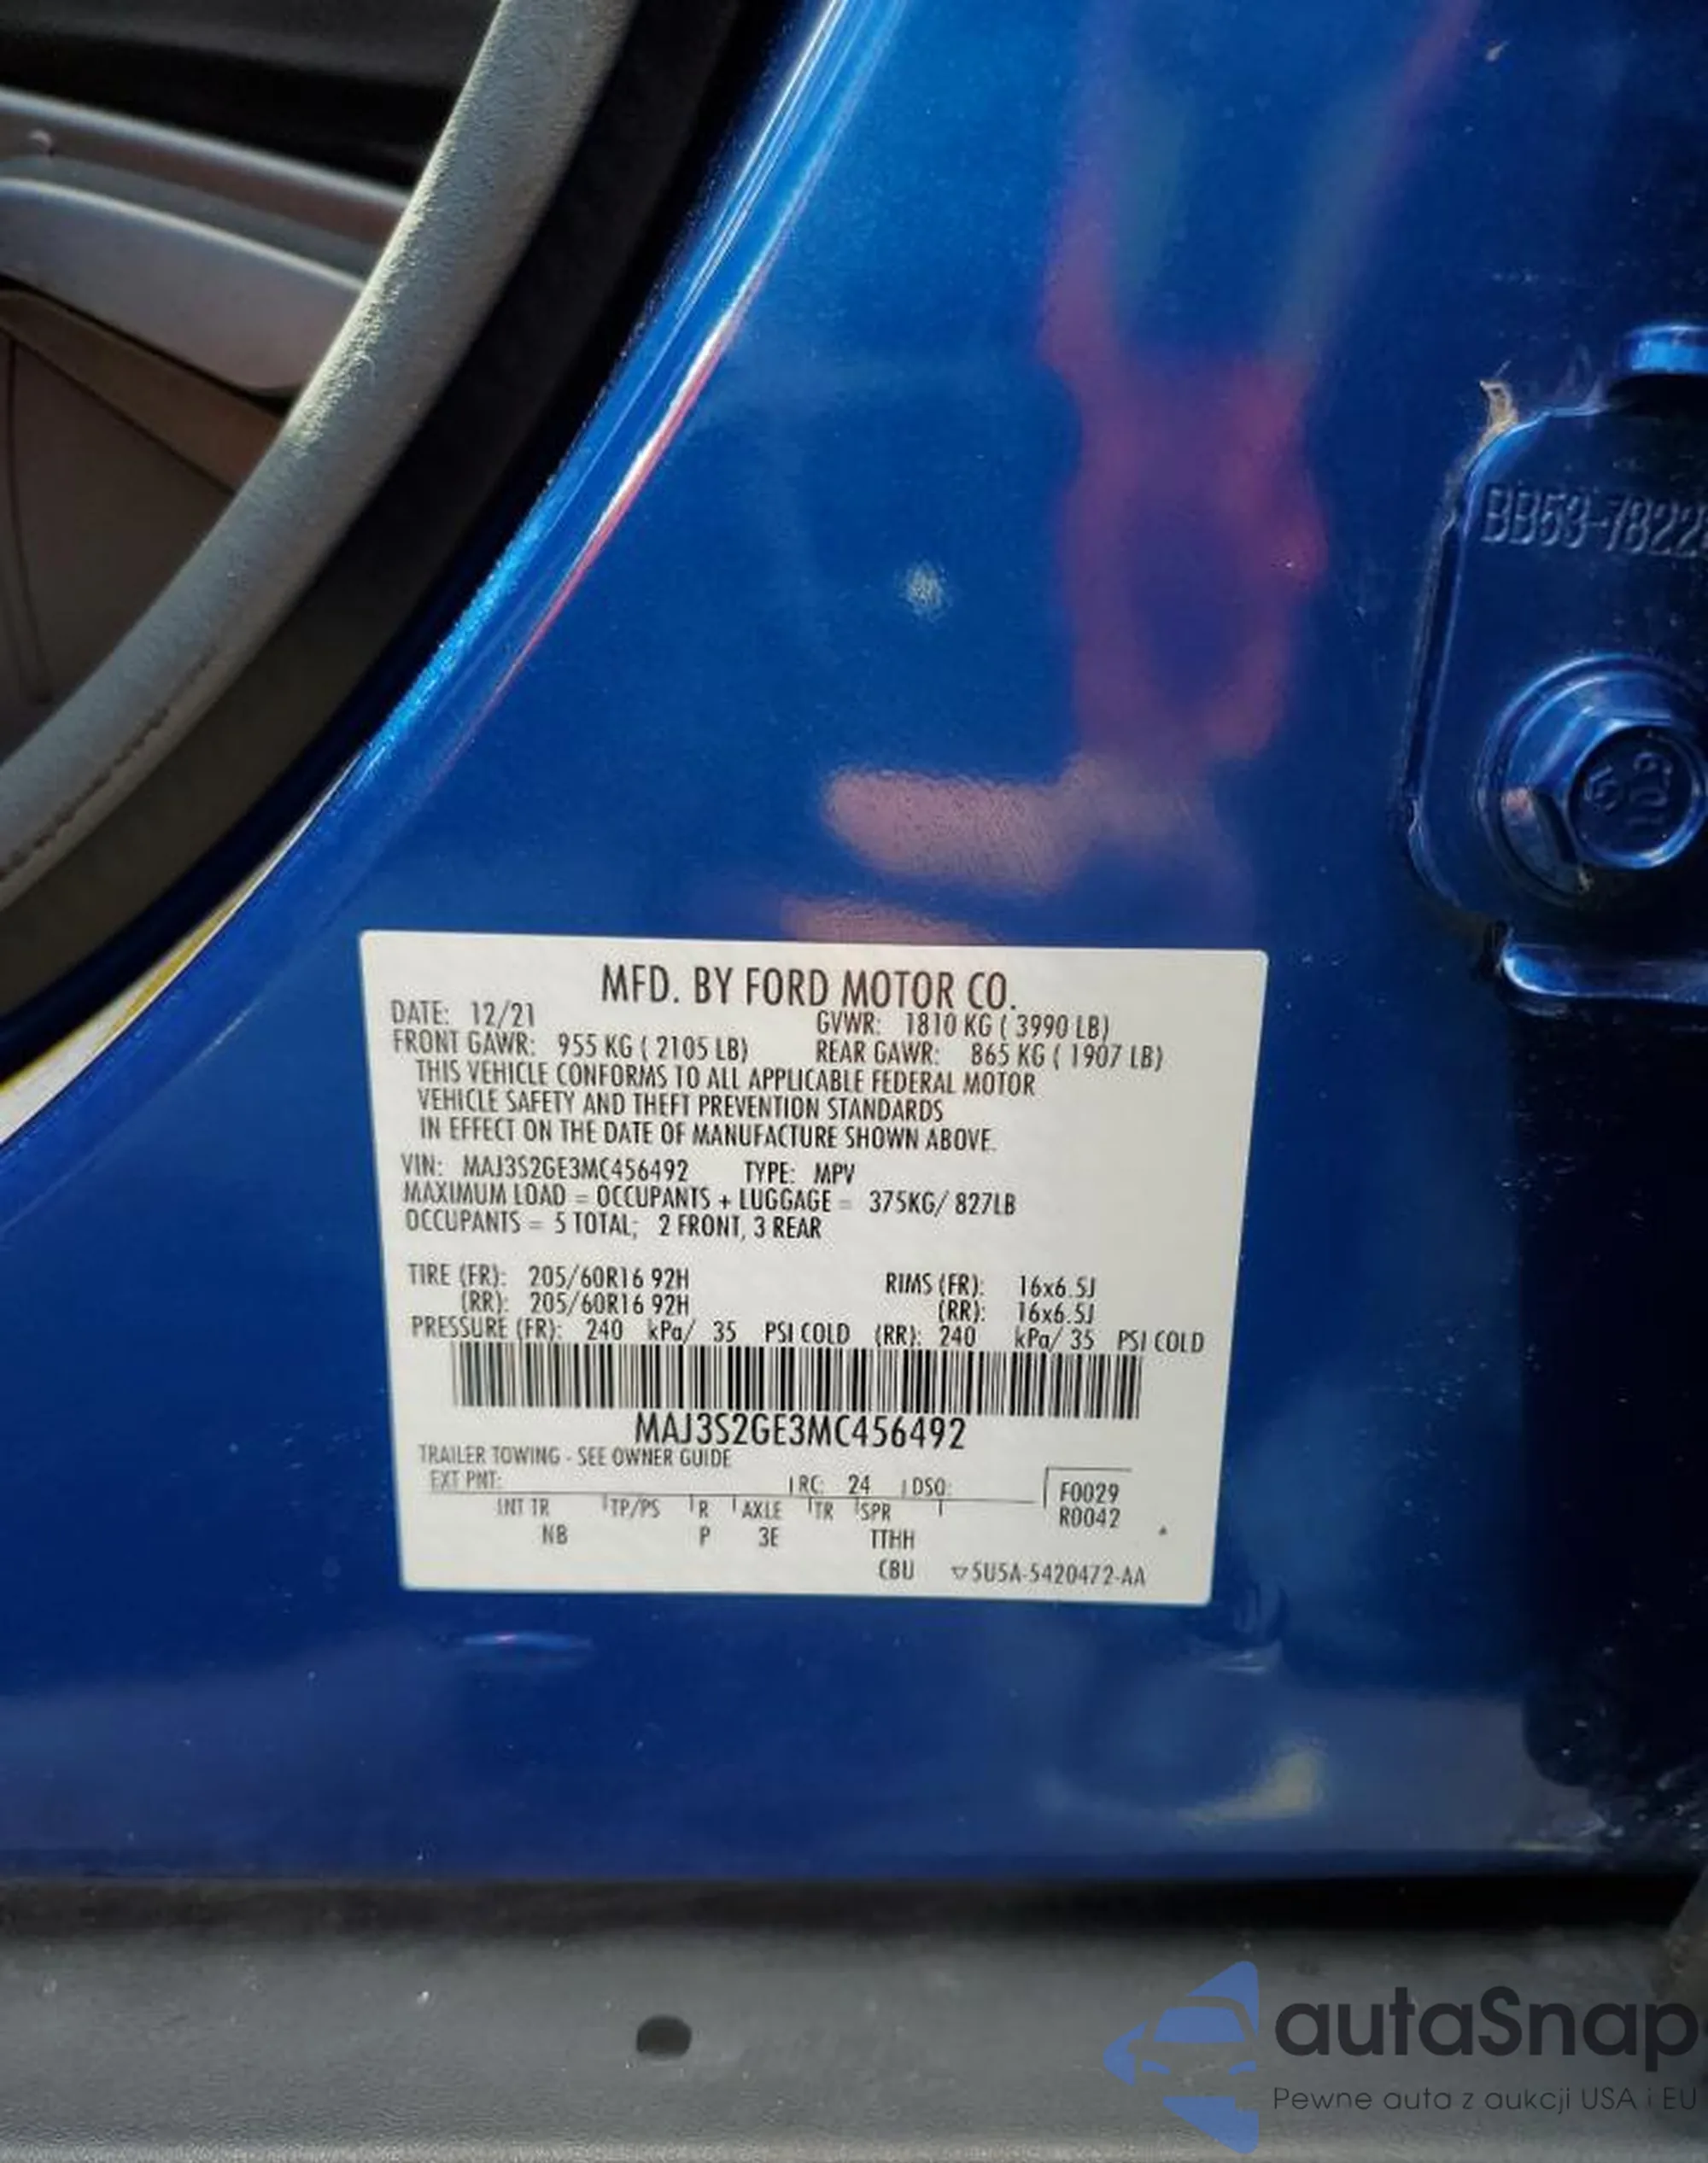 BB53-7822
MFD. BY FORD MOTOR CO.
DATE: 12/21 GVWR: 1810 KG ( 3990 LB)
FRONT GAWR: 955 KG ( 2105 LB) REAR GAWR: 865 KG ( 1907 LB)
THIS VEHICLE CONFORMS TO ALL APPLICABLE FEDERAL MOTOR
VEHICLE SAFETY AND THEFT PREVENTION STANDARDS
IN EFFECT ON THE DATE OF MANUFACTURE SHOWN ABOVE.
VIN: MAJ3S2GE3MC456492 TYPE: MPV
MAXIMUM LOAD = OCCUPANTS + LUGGAGE = 375KG/ 827LB
OCCUPANTS = 5 TOTAL; 2 FRONT, 3 REAR
TIRE (FR): 205/60R16 92H RIMS (FR): 16x6.5J
(RR): 205/60R16 92H (RR): 16x6.5J
PRESSURE (FR): 240 kPa/ 35 PSI COLD (RR): 240 kPa/ 35 PSI COLD
MAJ3S2GE3MC456492
TRAILER TOWING - SEE OWNER GUIDE
EXT PNT: RC: 24 DSO: F0029
INT TR TP/PS R AXLE TR SPR R0042
NB P 3E TTHH
CBU 5U5A-5420472-AA
autaSnap
Pewne auta z aukcji USA i EU